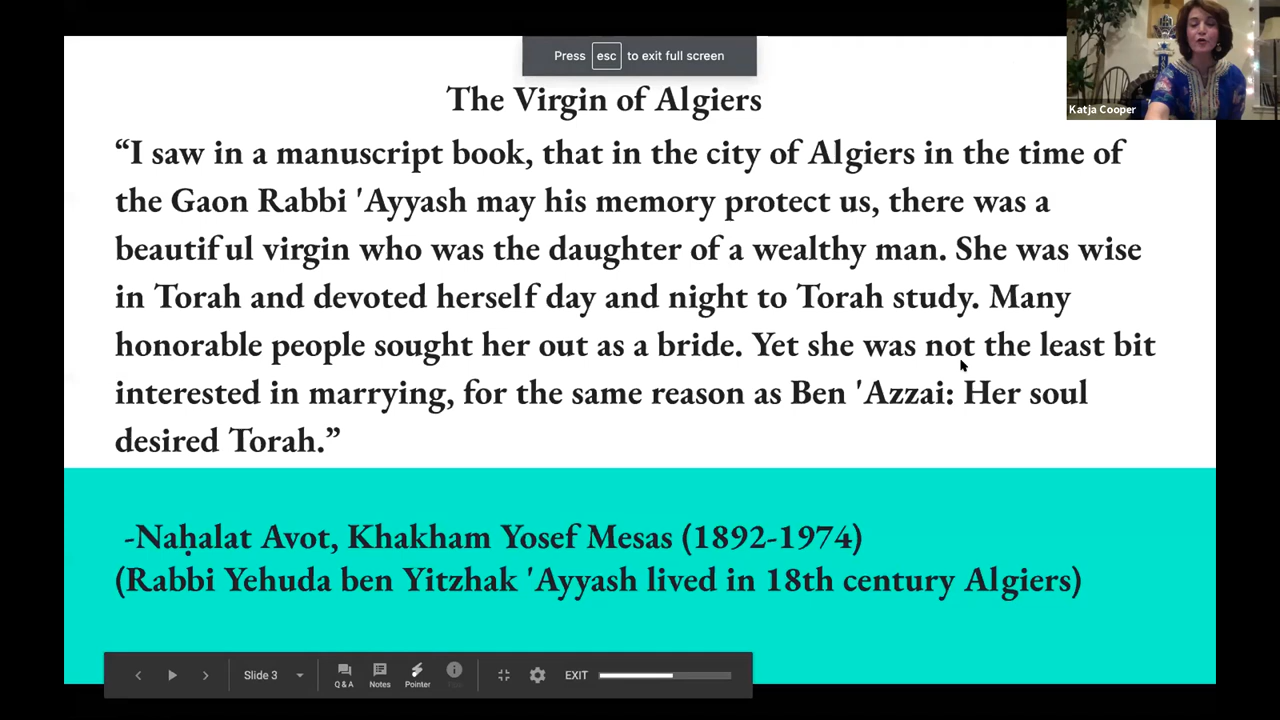 Press esc to exit full screen
Katja Cooper
The Virgin of Algiers
“I saw in a manuscript book, that in the city of Algiers in the time of
the Gaon Rabbi 'Ayyash may his memory protect us, there was a
beautiful virgin who was the daughter of a wealthy man. She was wise
in Torah and devoted herself day and night to Torah study. Many
honorable people sought her out as a bride. Yet she was not the least bit
interested in marrying, for the same reason as Ben 'Azzai: Her soul
desired Torah.”
-Naḥalat Avot, Khakham Yosef Mesas (1892-1974)
(Rabbi Yehuda ben Yitzhak 'Ayyash lived in 18th century Algiers)
Slide 3 Q & A Notes Pointer EXIT